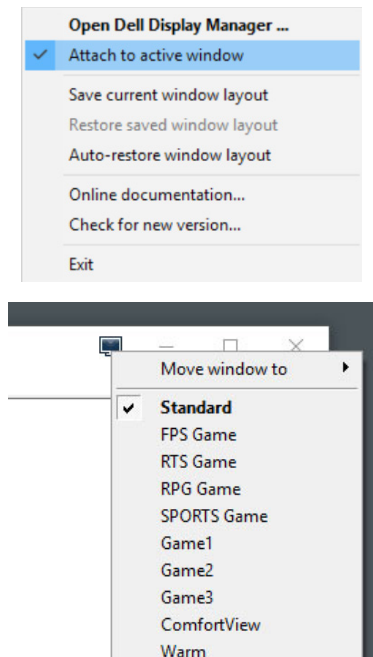 Open Dell Display Manager ...
Attach to active window
Save current window layout
Restore saved window layout
Auto-restore window layout
Online documentation...
Check for new version...
Exit
Move window to
Standard
FPS Game
RTS Game
RPG Game
SPORTS Game
Game1
Game2
Game3
ComfortView
Warm